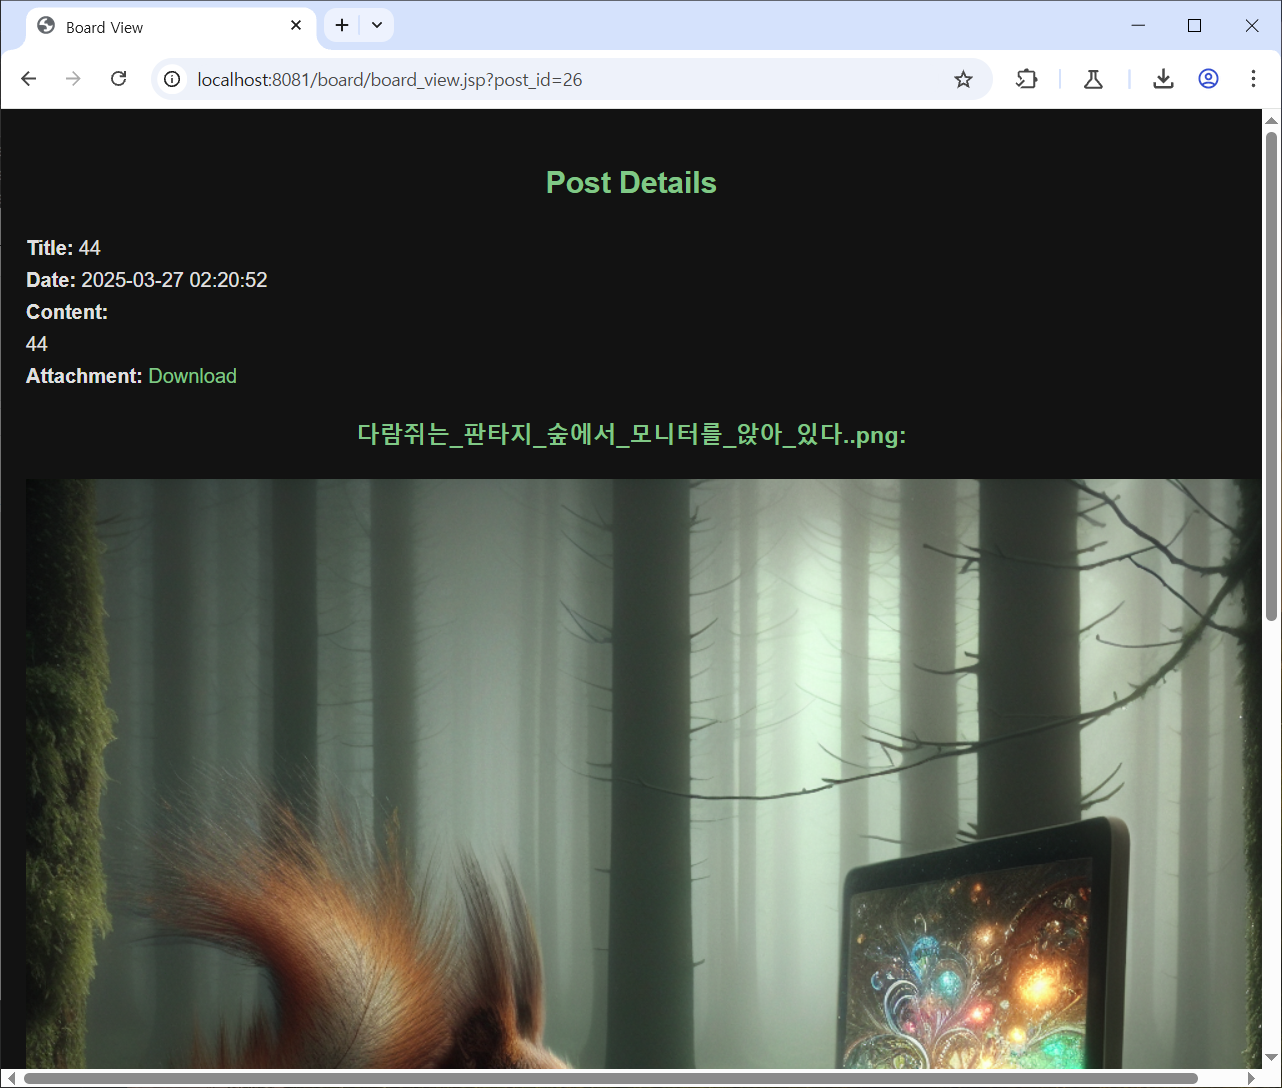 Board View
localhost:8081/board/board_view.jsp?post_id=26
Post Details
Title: 44
Date: 2025-03-27 02:20:52
Content:
44
Attachment: Download
다람쥐는_판타지_숲에서_모니터를_앉아_있다..png: